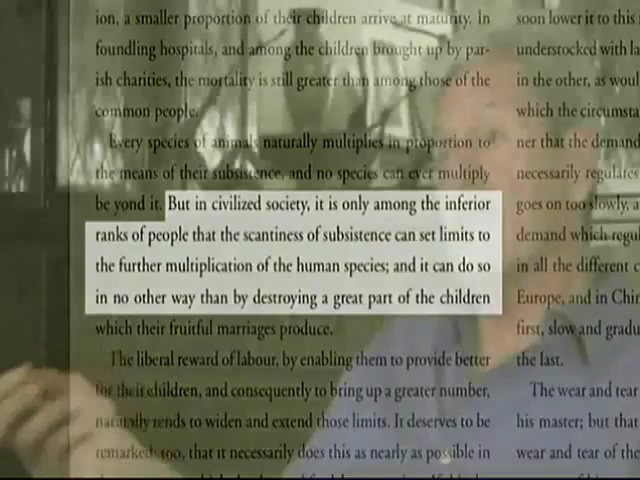 ion, a smaller proportion of their children arrive at maturity. In
foundling hospitals, and among the children brought up by par-
ish charities, the mortality is still greater than among those of the
common people.
Every species of animals naturally multiplies in proportion to
the means of their subsistence, and no species can ever multiply
be yond it. But in civilized society, it is only among the inferior
ranks of people that the scantiness of subsistence can set limits to
the further multiplication of the human species; and it can do so
in no other way than by destroying a great part of the children
which their fruitful marriages produce.
The liberal reward of labour, by enabling them to provide better
for their children, and consequently to bring up a greater number,
naturally tends to widen and extend those limits. It deserves to be
remarked, too, that it necessarily does this as nearly as possible in
soon lower it to this
understocked with la
in the other, as woul
which the circumsta
ner that the demand
necessarily regulates
goes on too slowly, a
demand which regul
in all the different c
Europe, and in Chin
first, slow and gradu
the last.
The wear and tear
his master; but that
wear and tear of the